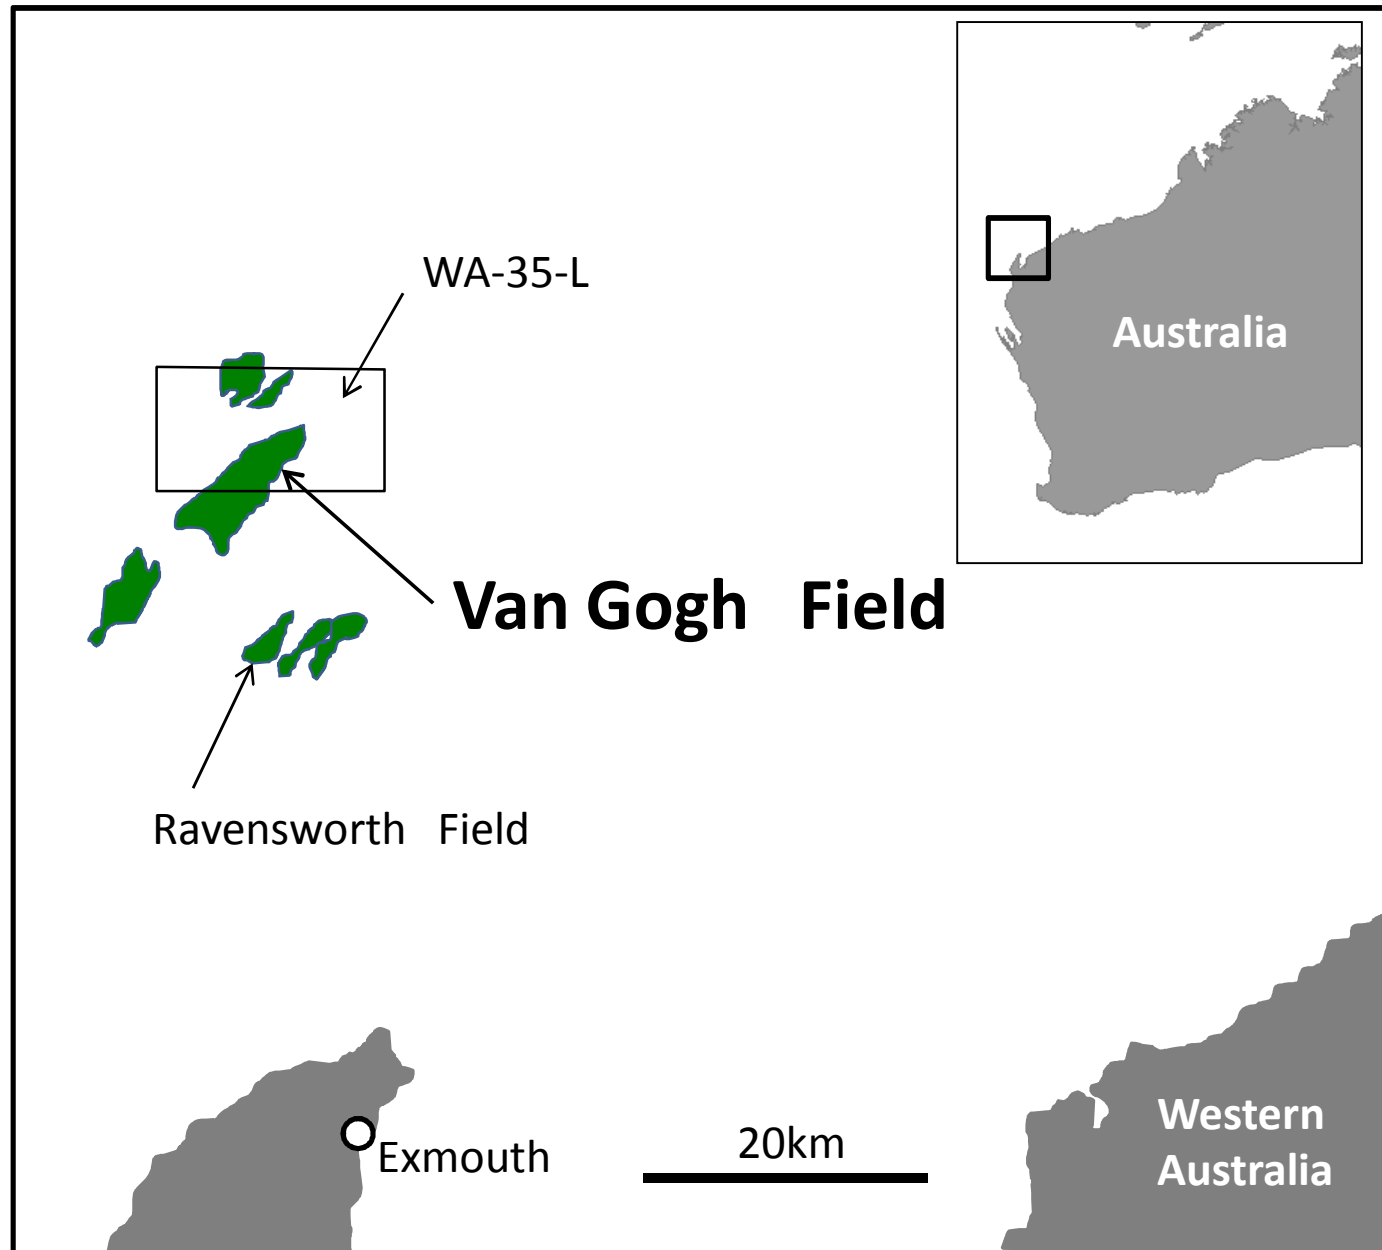 WA-35-L
Australia
Van Gogh Field
Ravensworth Field
Exmouth
20km
Western
Australia